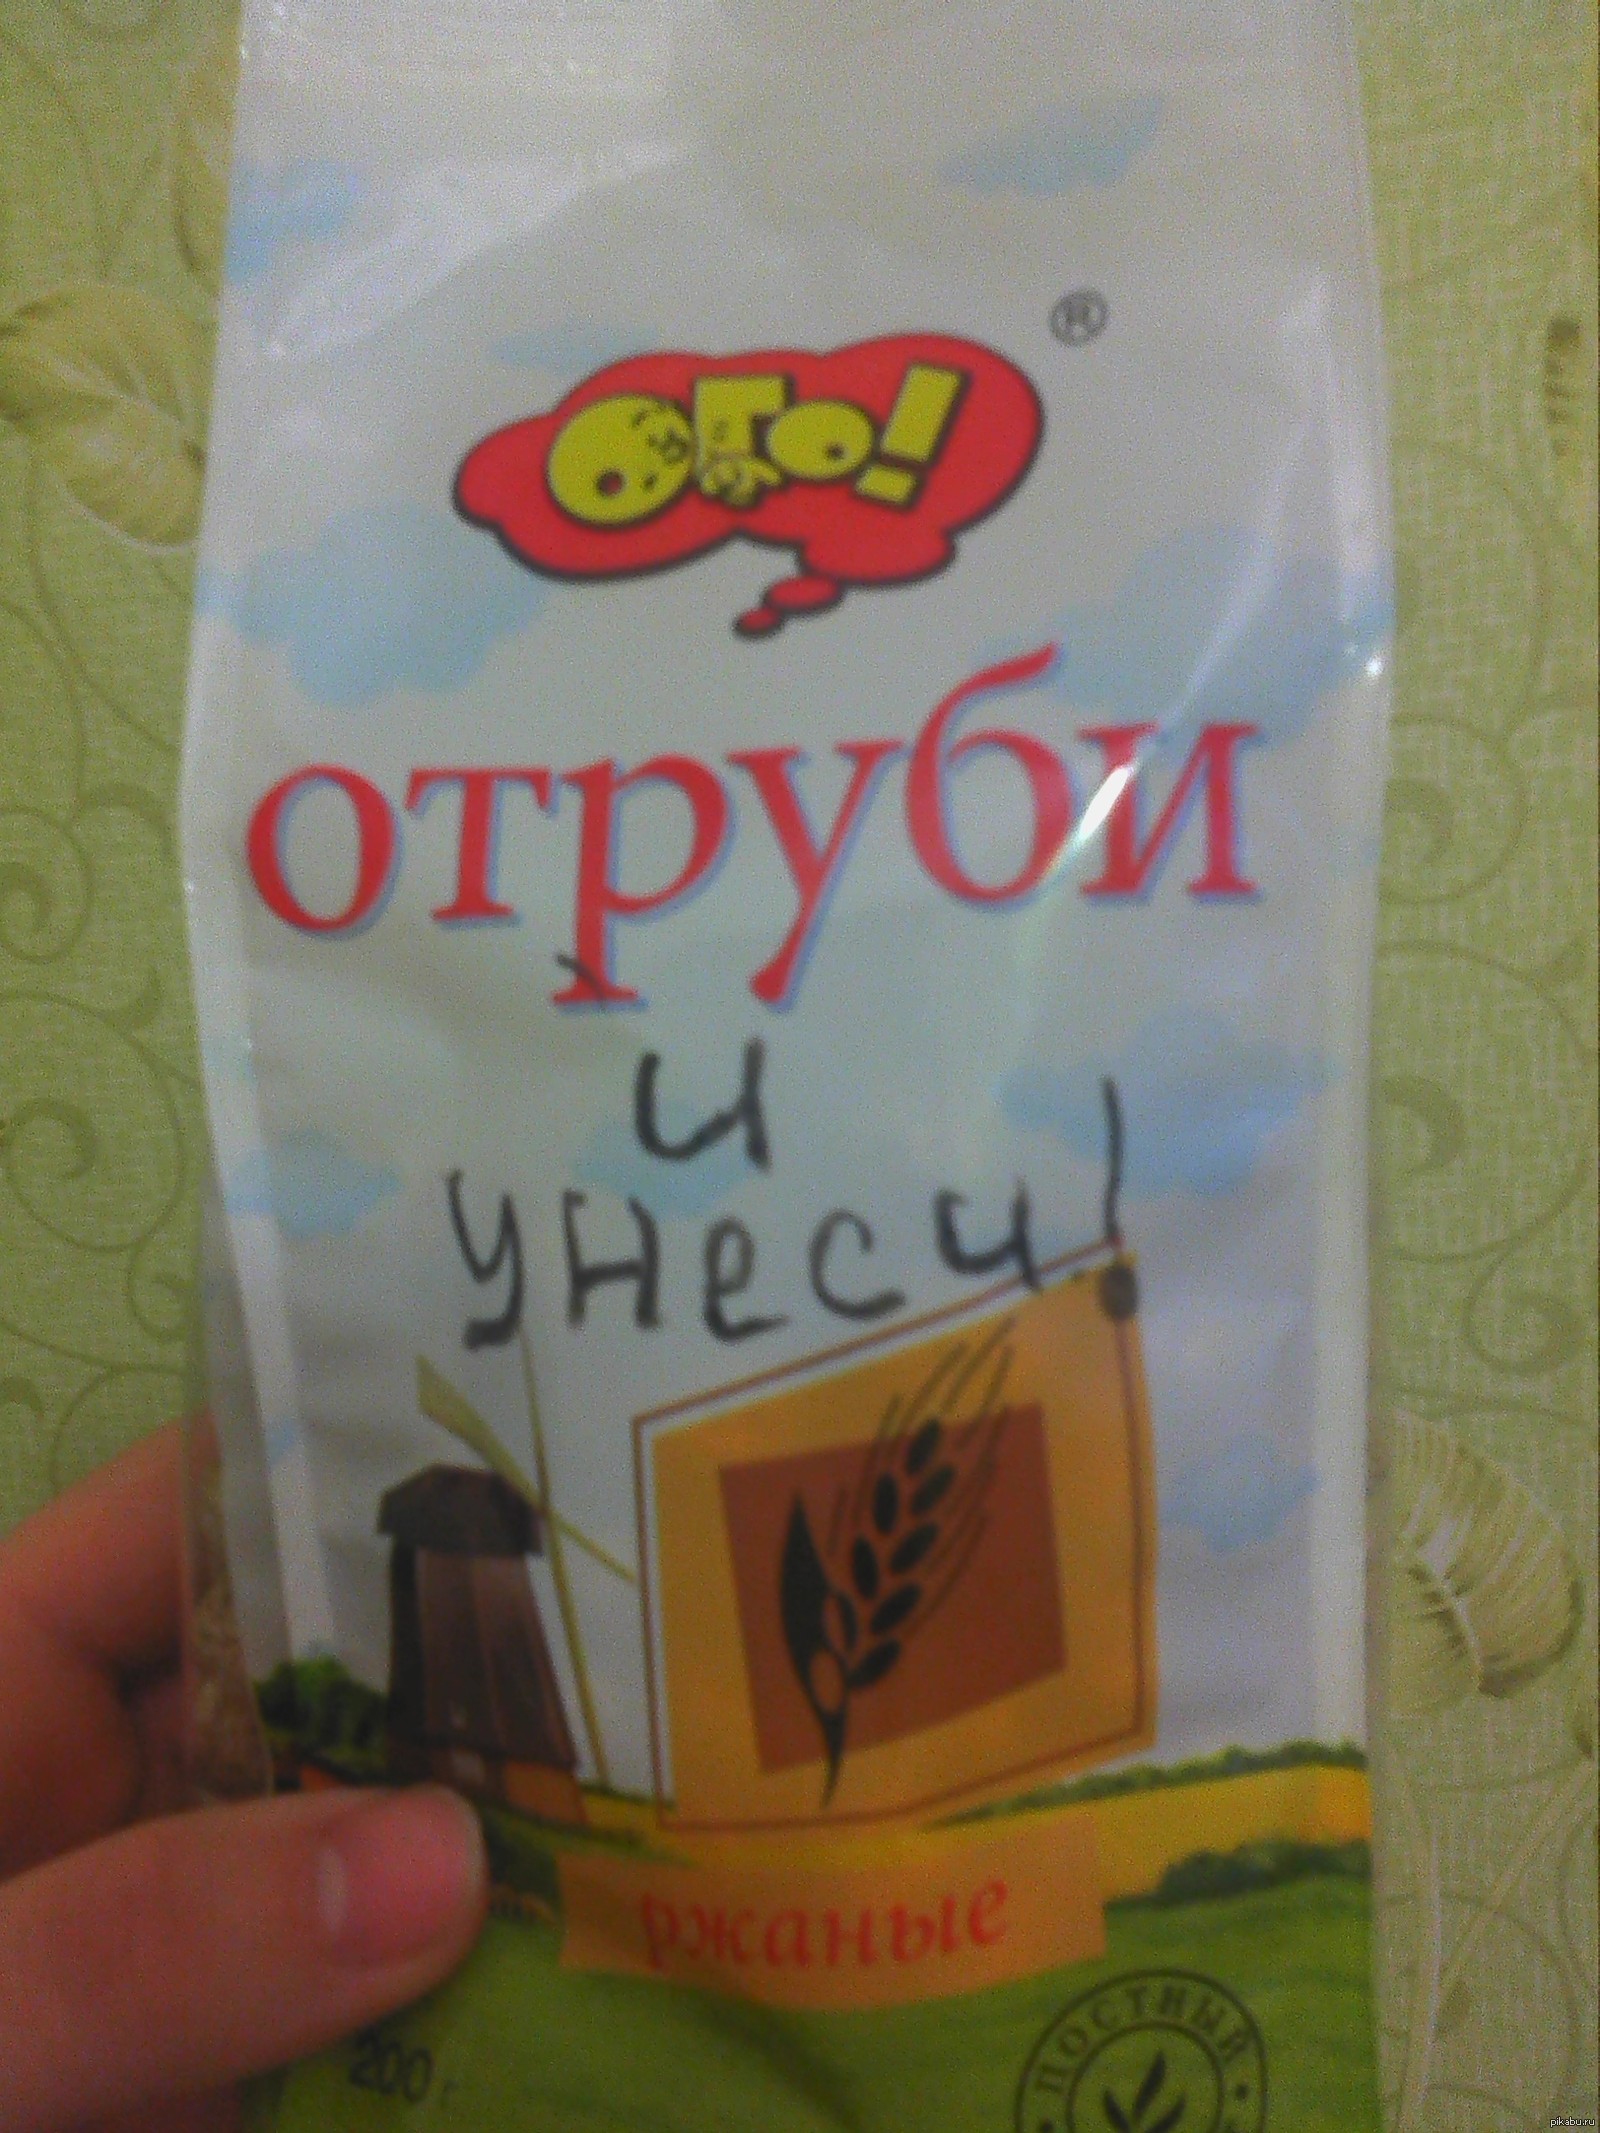 ОГО!
®
отруби
и
унеси!
ржаные
200 г
ПОСТНЫЙ
pikabu.ru